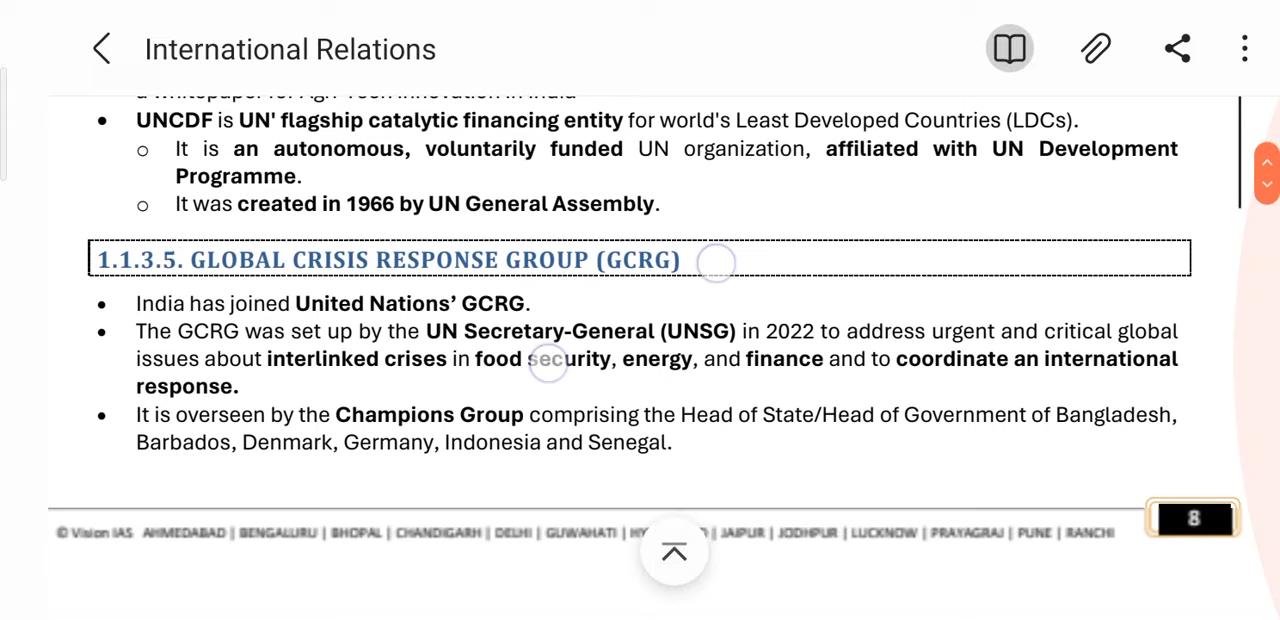 International Relations
UNCDF is UN' flagship catalytic financing entity for world's Least Developed Countries (LDCs).
It is an autonomous, voluntarily funded UN organization, affiliated with UN Development
Programme.
It was created in 1966 by UN General Assembly.
1.1.3.5. GLOBAL CRISIS RESPONSE GROUP (GCRG)
India has joined United Nations’ GCRG.
The GCRG was set up by the UN Secretary-General (UNSG) in 2022 to address urgent and critical global
issues about interlinked crises in food security, energy, and finance and to coordinate an international
response.
It is overseen by the Champions Group comprising the Head of State/Head of Government of Bangladesh,
Barbados, Denmark, Germany, Indonesia and Senegal.
© Vision IAS AHMEDABAD | BENGALURU | BHOPAL | CHANDIGARH | DELHI | GUWAHATI | JAIPUR | JODHPUR | LUCKNOW | PRAYAGRAJ | PUNE | RANCHI
8